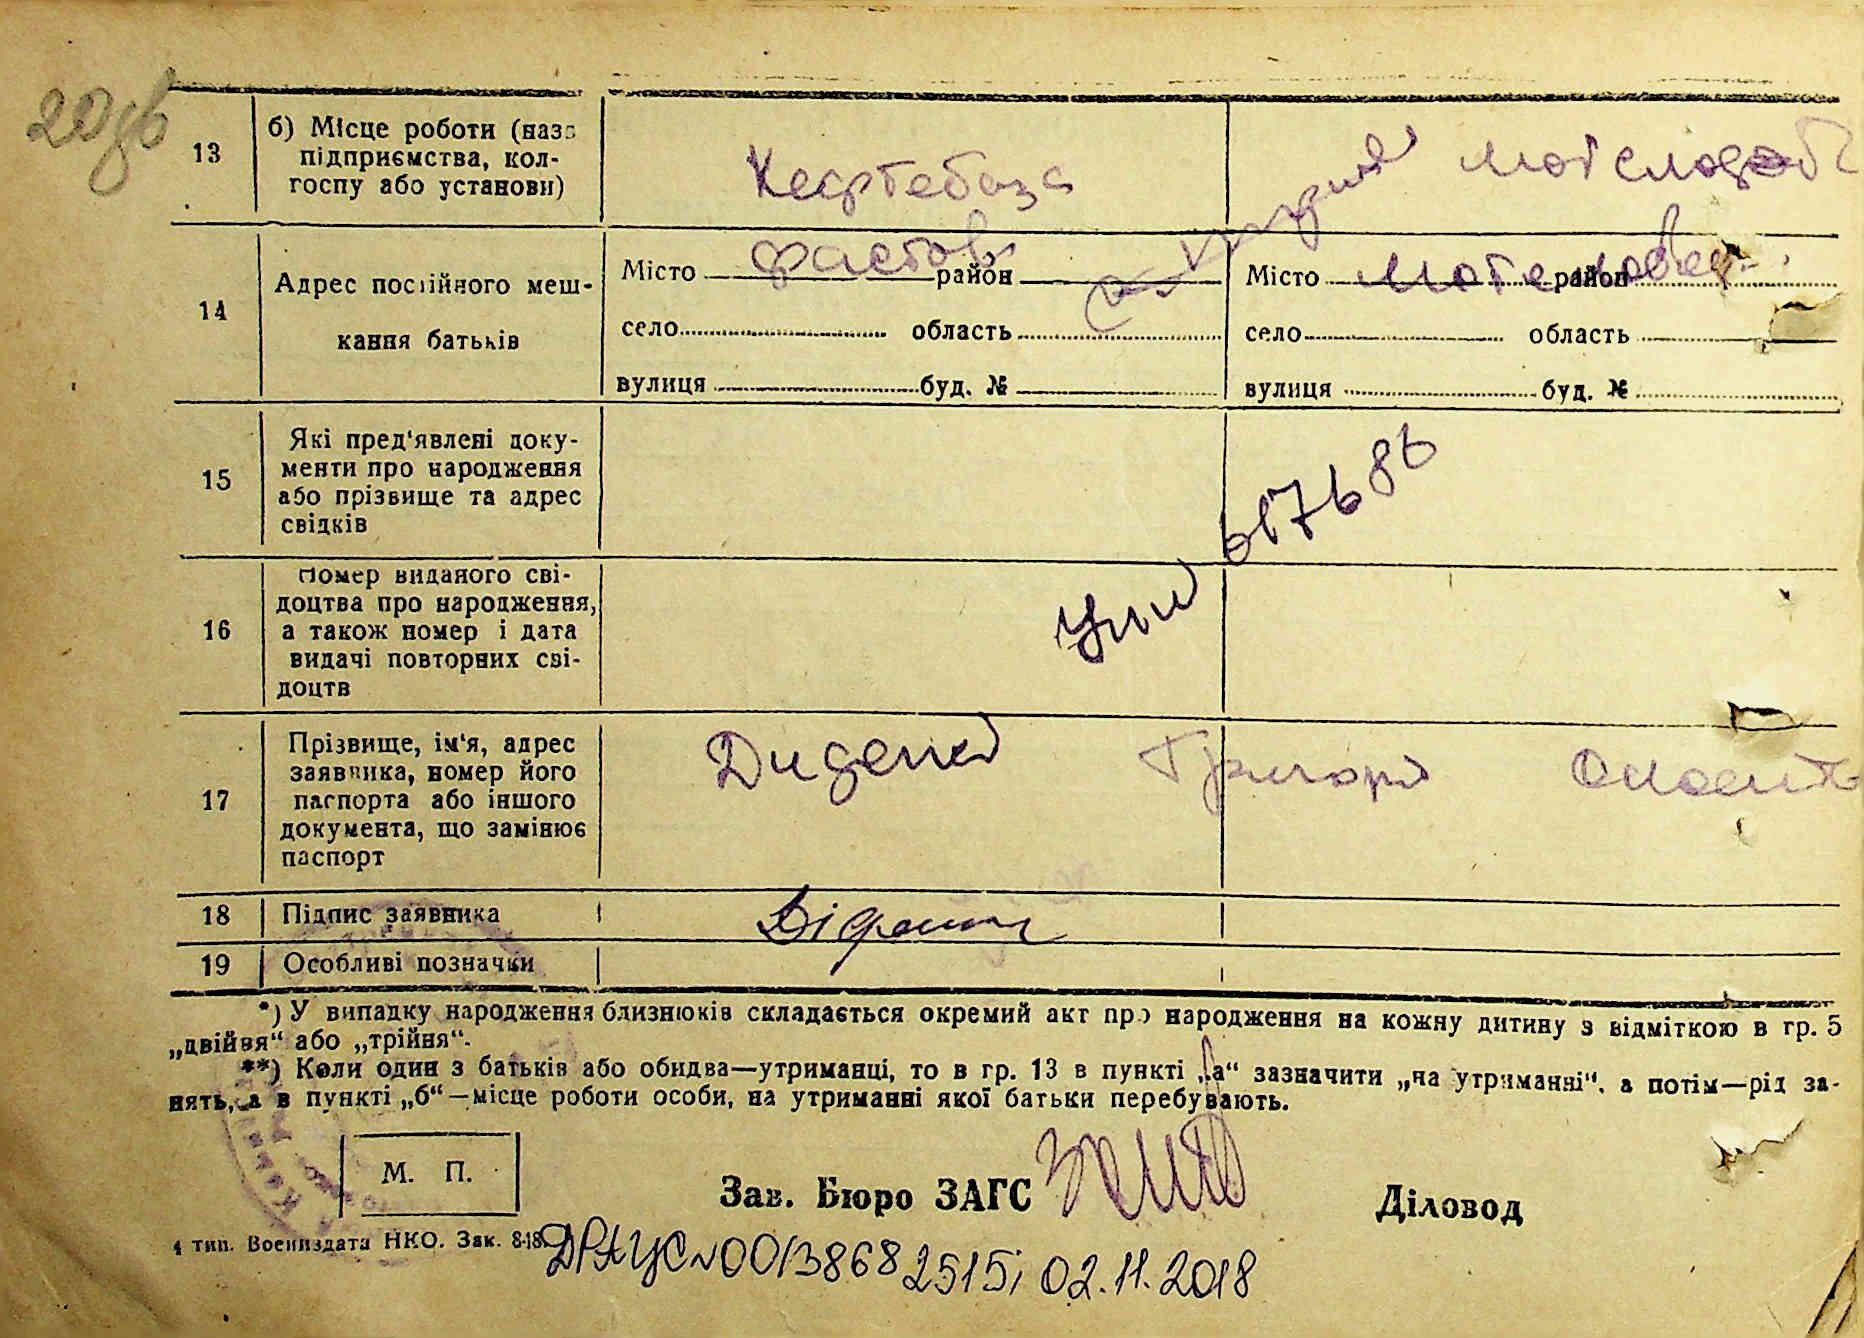 13
б) Місце роботи (назв
підприємства, кол-
госпу або установи)
Нефтебаза
14
Адрес постійного меш-
кання батьків
Місто Фастов район
село область
вулиця буд. №
Місто район
село область
вулиця буд. №
15
Які пред'явлені доку-
менти про народження
або прізвище та адрес
свідків
16
Номер виданого сві-
доцтва про народження,
а також номер і дата
видачі повторних сві-
доцтв
17
Прізвище, ім'я, адрес
заявника, номер його
паспорта або іншого
документа, що замінює
паспорт
Диденко
18 Підпис заявника
19 Особливі позначки
*) У випадку народження близнюків складається окремий акт про народження на кожну дитину з відміткою в гр. 5
„двійня“ або „трійня“.
**) Коли один з батьків або обидва—утриманці, то в гр. 13 в пункті „а“ зазначити „на утриманні“, а потім—рід за-
нять, а в пункті „б“—місце роботи особи, на утриманні якої батьки перебувають.
М. П.
Зав. Бюро ЗАГС
Діловод
4 тип. Воениздата НКО. Зак. 848.
ДРАЦС №0013868 2515; 02.11.2018